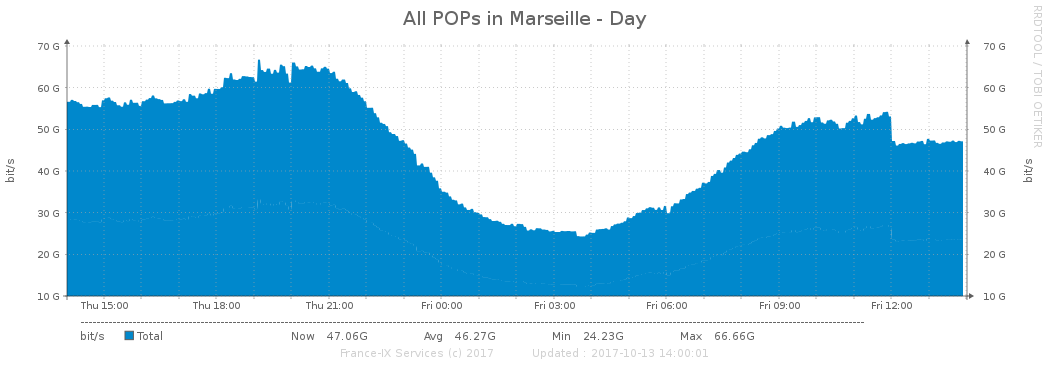 All POPs in Marseille - Day
RRDTOOL / TOBI OETIKER
70 G 70 G
60 G 60 G
50 G 50 G
40 G 40 G
30 G 30 G
20 G 20 G
10 G 10 G
bit/s bit/s
Thu 15:00 Thu 18:00 Thu 21:00 Fri 00:00 Fri 03:00 Fri 06:00 Fri 09:00 Fri 12:00
bit/s Total Now 47.06G Avg 46.27G Min 24.23G Max 66.66G
France-IX Services (c) 2017 Updated : 2017-10-13 14:00:01